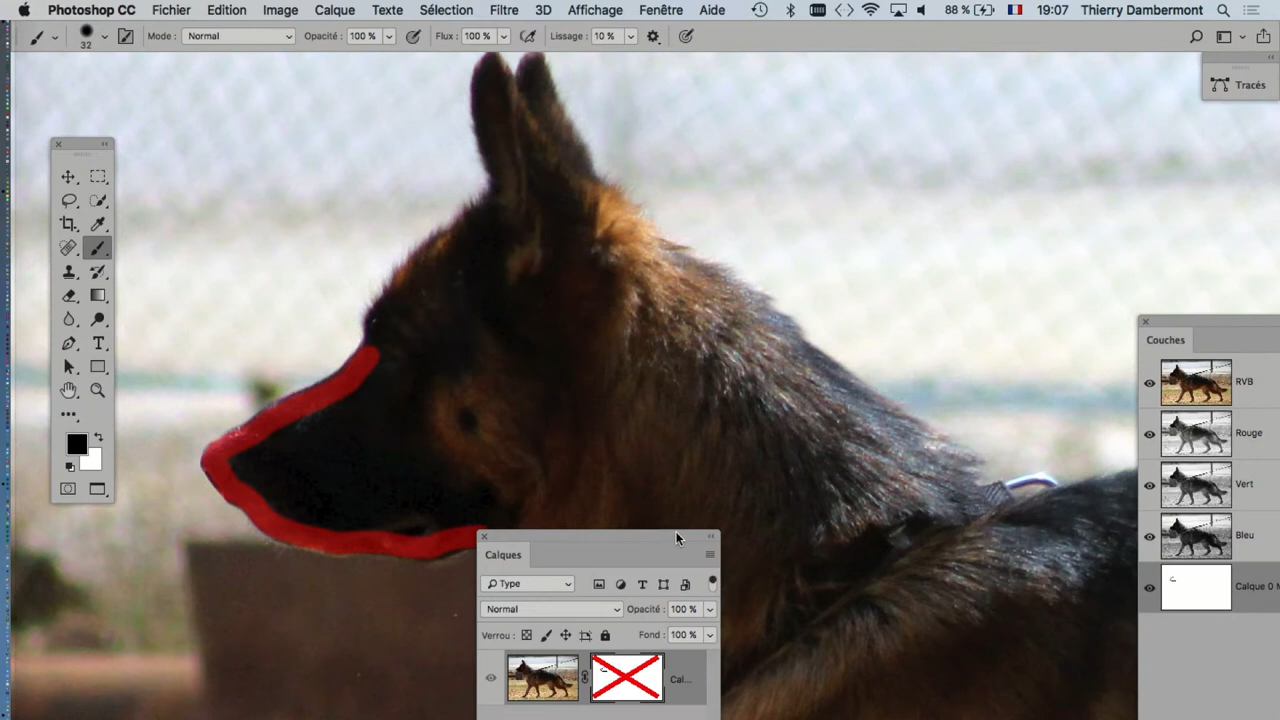 Photoshop CC Fichier Edition Image Calque Texte Sélection Filtre 3D Affichage Fenêtre Aide 88 % 19:07 Thierry Dambermont
32 Mode : Normal Opacité : 100 % Flux : 100 % Lissage : 10 %
Tracés
Couches
RVB
Rouge
Vert
Bleu
Calque 0 M
Calques
Type
Normal Opacité : 100 %
Verrou : Fond : 100 %
Cal...